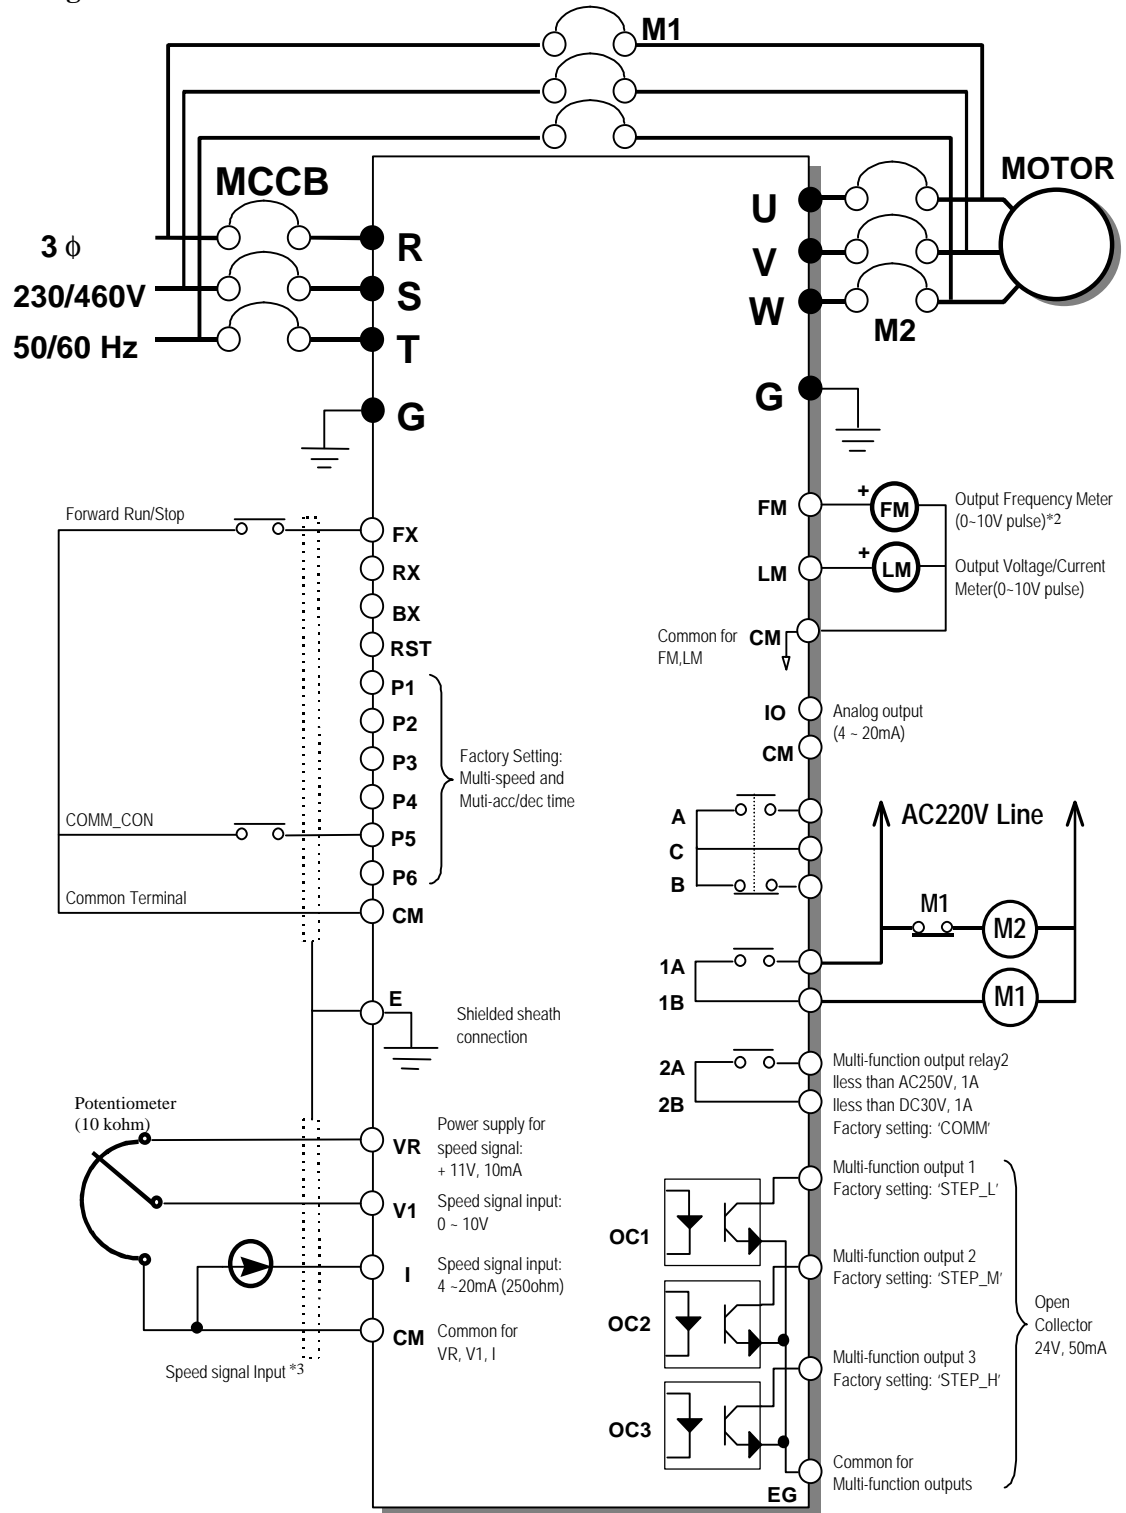 M1
MCCB
MOTOR
3 ϕ
230/460V
50/60 Hz
R
S
T
G
U
V
W
M2
G
Forward Run/Stop
FX
RX
BX
RST
P1
P2
P3
P4
P5
P6
CM
COMM_CON
Common Terminal
Factory Setting:
Multi-speed and
Muti-acc/dec time
FM
+
FM
Output Frequency Meter
(0~10V pulse)*2
LM
+
LM
Output Voltage/Current
Meter(0~10V pulse)
Common for
FM,LM
CM
IO
Analog output
(4 ~ 20mA)
CM
A
C
B
AC220V Line
M1
M2
M1
1A
1B
E
Shielded sheath
connection
2A
2B
Multi-function output relay2
lless than AC250V, 1A
lless than DC30V, 1A
Factory setting: ‘COMM’
Potentiometer
(10 kohm)
VR
Power supply for
speed signal:
+ 11V, 10mA
V1
Speed signal input:
0 ~ 10V
I
Speed signal input:
4 ~20mA (250ohm)
CM
Common for
VR, V1, I
Speed signal Input *3
OC1
Multi-function output 1
Factory setting: ‘STEP_L’
OC2
Multi-function output 2
Factory setting: ‘STEP_M’
OC3
Multi-function output 3
Factory setting: ‘STEP_H’
Open
Collector
24V, 50mA
EG
Common for
Multi-function outputs